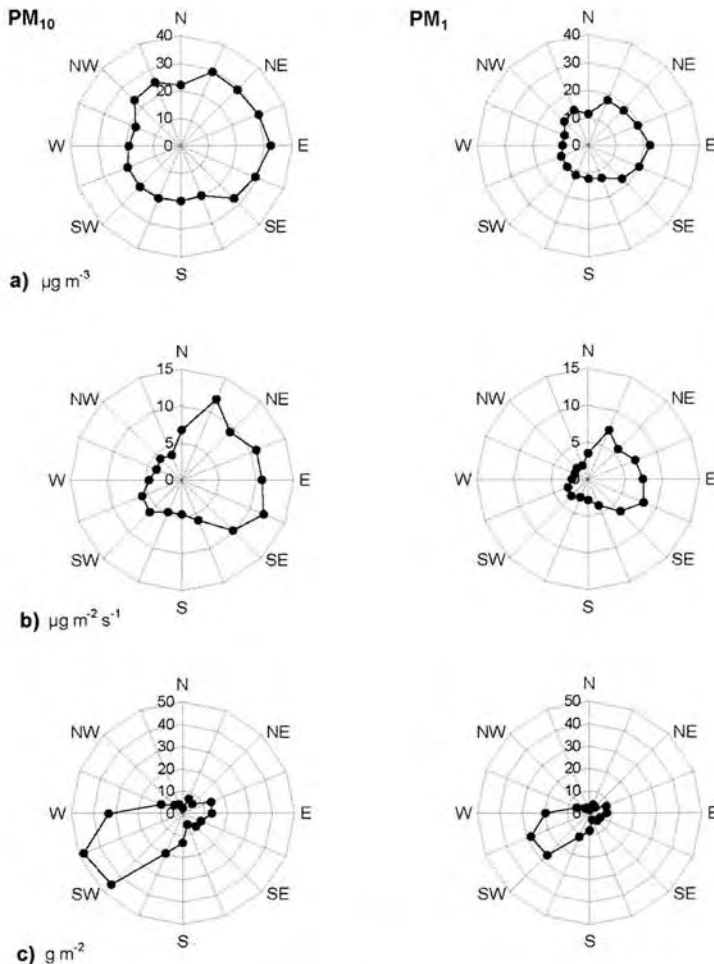 PM₁₀
N
40
30
20
10
0
NW
NE
W
E
SW
SE
S
a) µg m⁻³
PM₁
N
40
30
20
10
0
NW
NE
W
E
SW
SE
S
N
15
10
5
0
NW
NE
W
E
SW
SE
S
b) µg m⁻² s⁻¹
N
15
10
5
0
NW
NE
W
E
SW
SE
S
N
50
40
30
20
10
0
NW
NE
W
E
SW
SE
S
c) g m⁻²
N
50
40
30
20
10
0
NW
NE
W
E
SW
SE
S